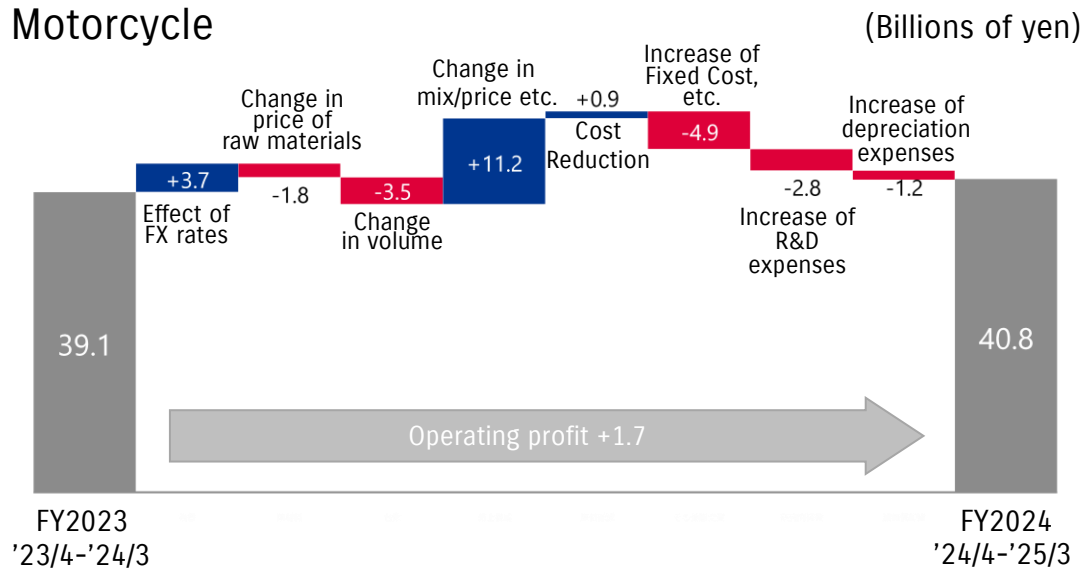 Motorcycle
(Billions of yen)
Change in
price of
raw materials
Change in
mix/price etc.
+0.9
Cost
Reduction
Increase of
Fixed Cost,
etc.
Increase of
depreciation
expenses
+3.7
-1.8
-3.5
+11.2
-4.9
-2.8
-1.2
Effect of
FX rates
Change
in volume
Increase of
R&D
expenses
39.1
40.8
Operating profit +1.7
FY2023
'23/4-'24/3
FY2024
'24/4-'25/3